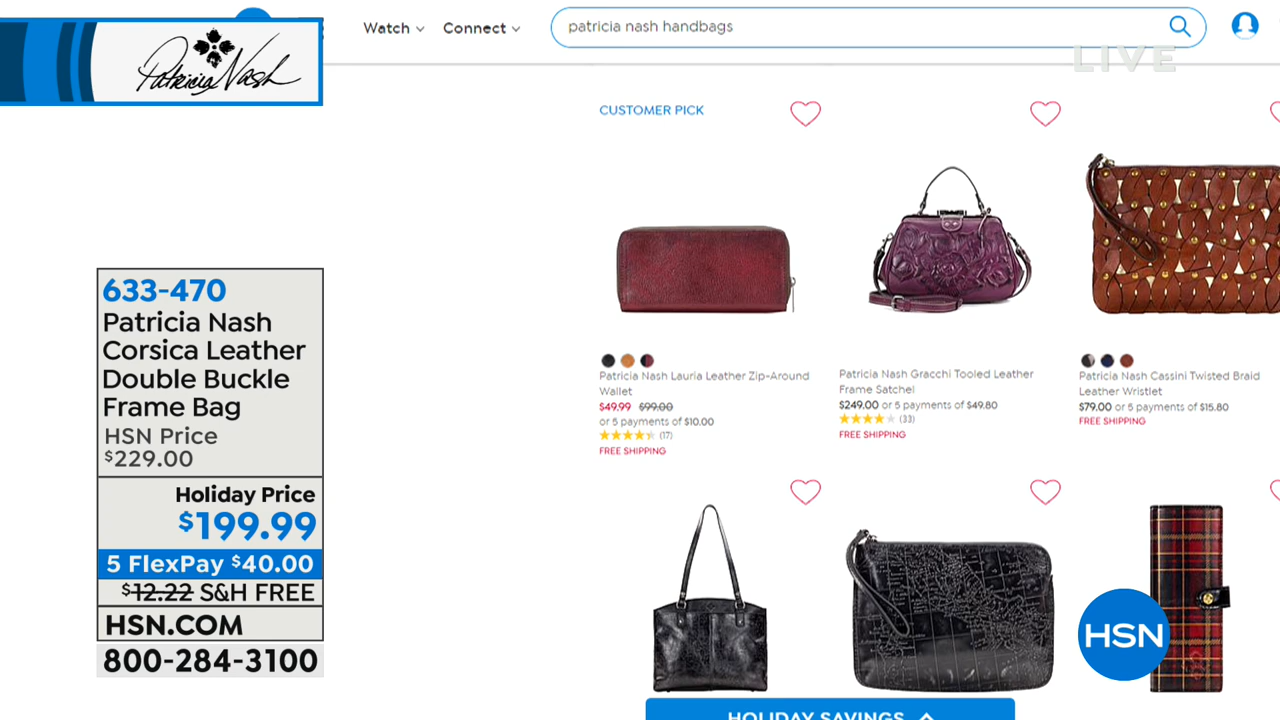 Patricia Nash
Watch
Connect
patricia nash handbags
LIVE
CUSTOMER PICK
633-470
Patricia Nash
Corsica Leather
Double Buckle
Frame Bag
HSN Price
$229.00
Holiday Price
$199.99
5 FlexPay $40.00
$12.22 S&H FREE
HSN.COM
800-284-3100
Patricia Nash Lauria Leather Zip-Around
Wallet
$49.99 $99.00
or 5 payments of $10.00
(17)
FREE SHIPPING
Patricia Nash Gracchi Tooled Leather
Frame Satchel
$249.00 or 5 payments of $49.80
(33)
FREE SHIPPING
Patricia Nash Cassini Twisted Braid
Leather Wristlet
$79.00 or 5 payments of $15.80
FREE SHIPPING
HSN
HOLIDAY SAVINGS